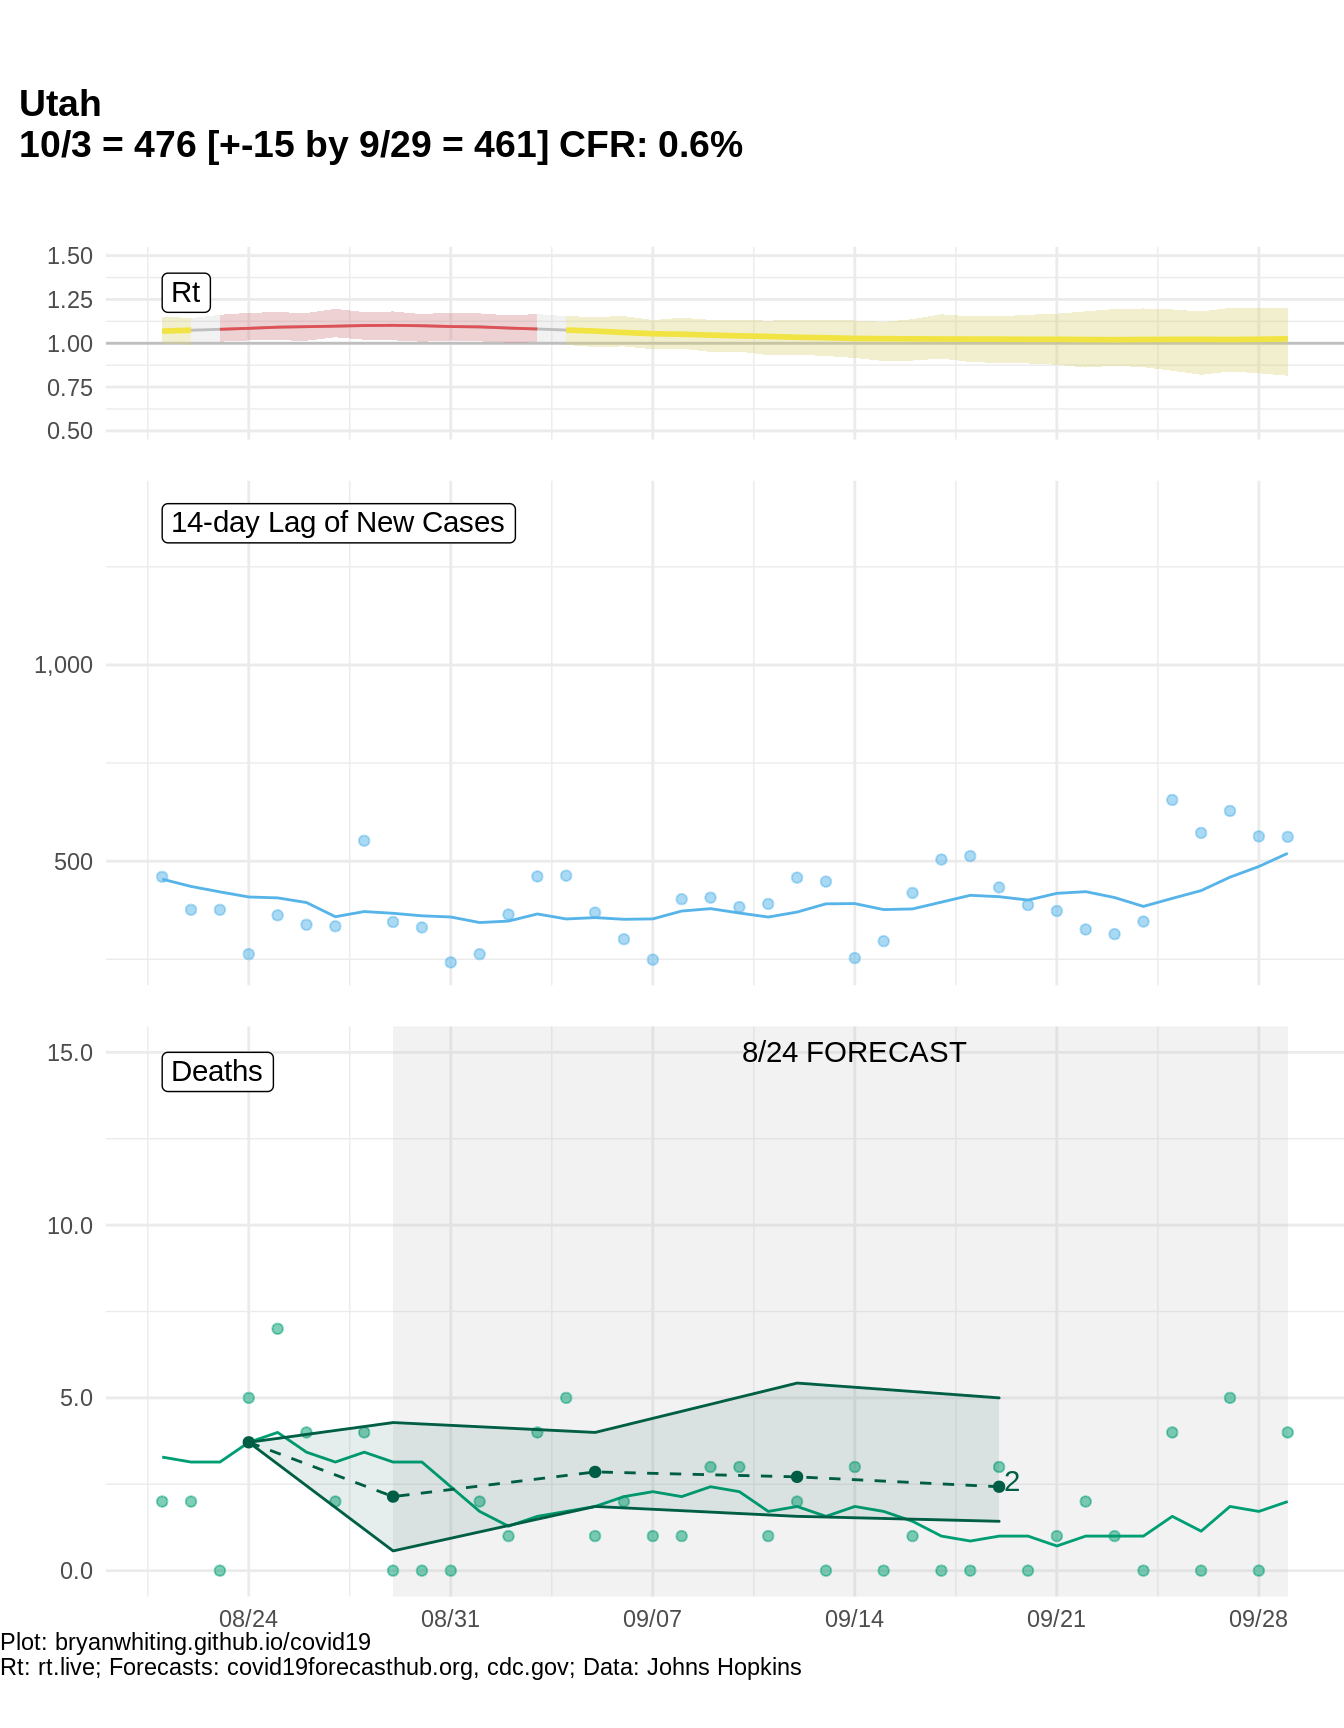 Utah
10/3 = 476 [+-15 by 9/29 = 461] CFR: 0.6%
1.50
1.25
1.00
0.75
0.50
Rt
14-day Lag of New Cases
1,000
500
15.0
10.0
5.0
0.0
Deaths
8/24 FORECAST
2
08/24 08/31 09/07 09/14 09/21 09/28
Plot: bryanwhiting.github.io/covid19
Rt: rt.live; Forecasts: covid19forecasthub.org, cdc.gov; Data: Johns Hopkins